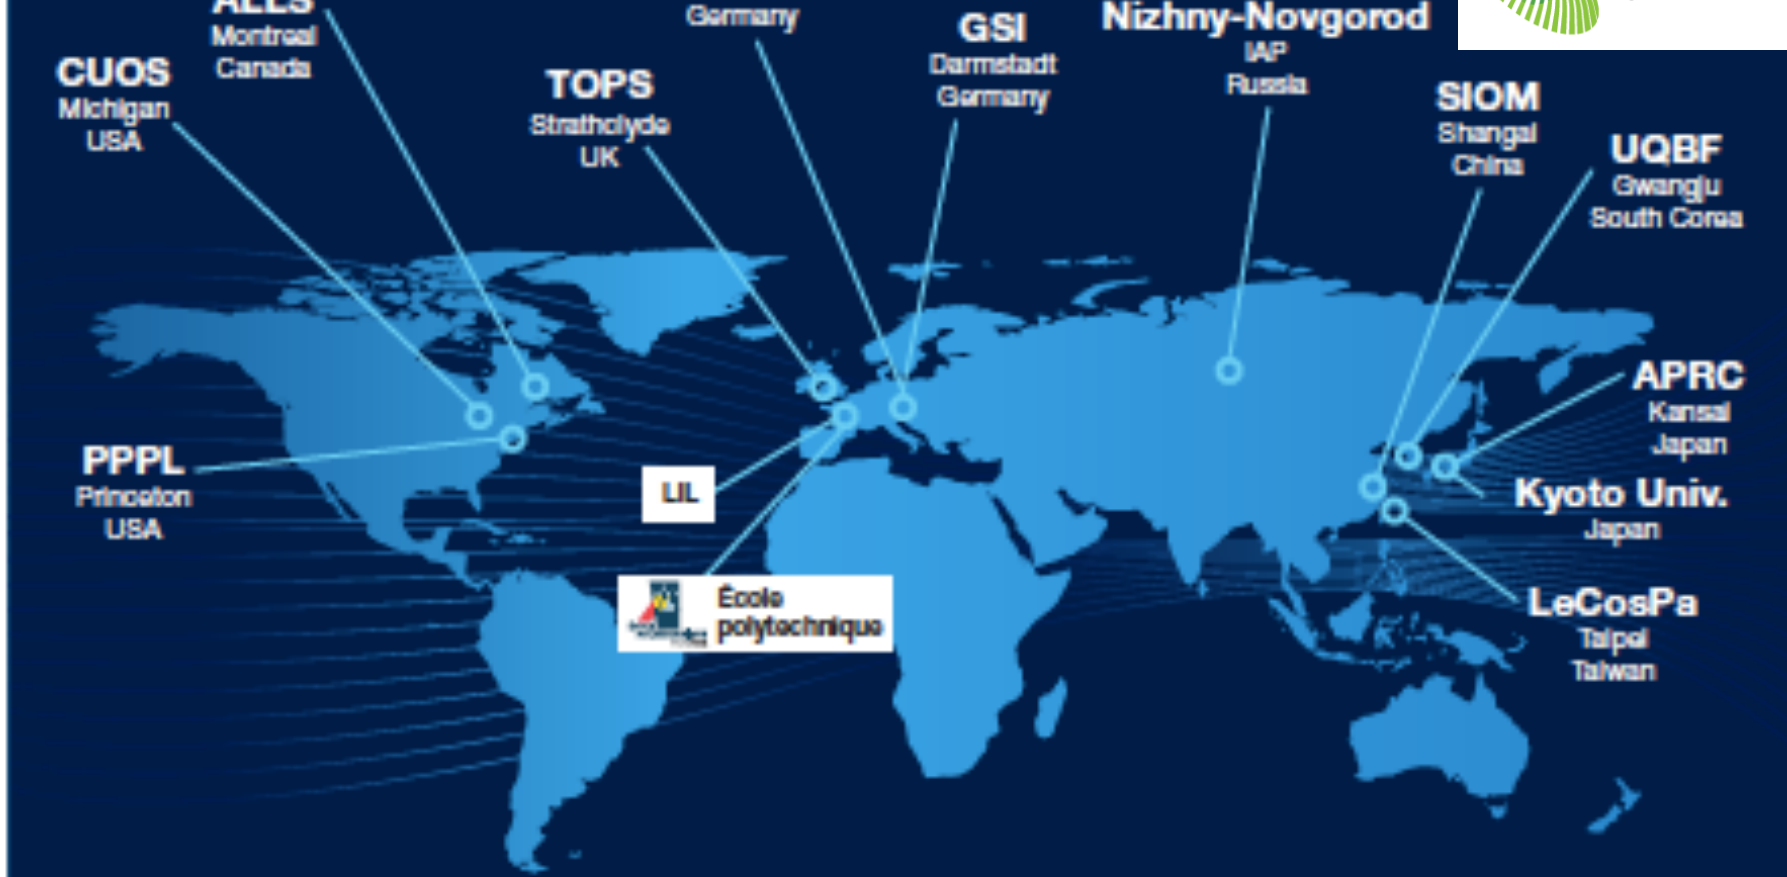 ALLS
Montreal
Canada
CUOS
Michigan
USA
Germany
TOPS
Strathclyde
UK
GSI
Darmstadt
Germany
Nizhny-Novgorod
IAP
Russia
SIOM
Shangai
China
UQBF
Gwangju
South Corea
APRC
Kansai
Japan
PPPL
Princeton
USA
LIL
Kyoto Univ.
Japan
École
polytechnique
LeCosPa
Taipei
Taiwan